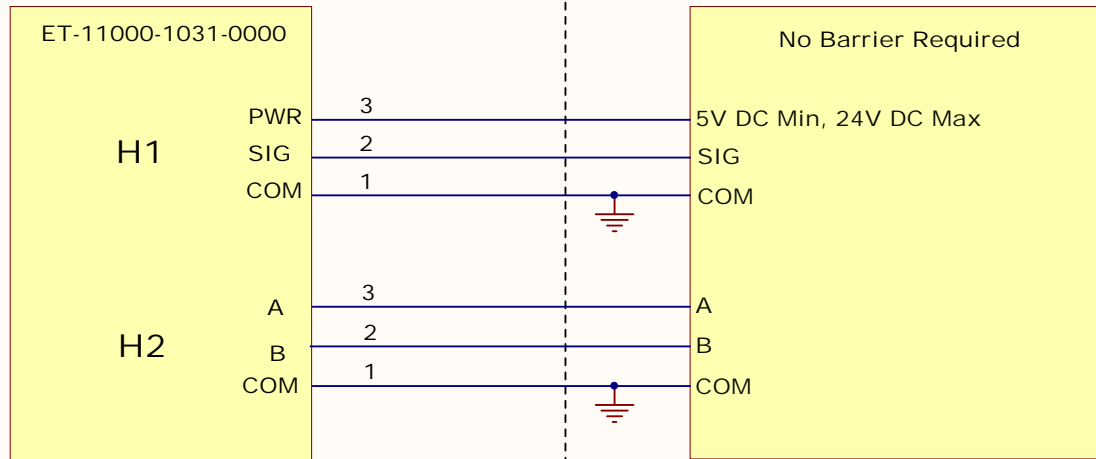 ET-11000-1031-0000
No Barrier Required
H1
PWR 3 5V DC Min, 24V DC Max
SIG 2 SIG
COM 1 COM
H2
A 3 A
B 2 B
COM 1 COM